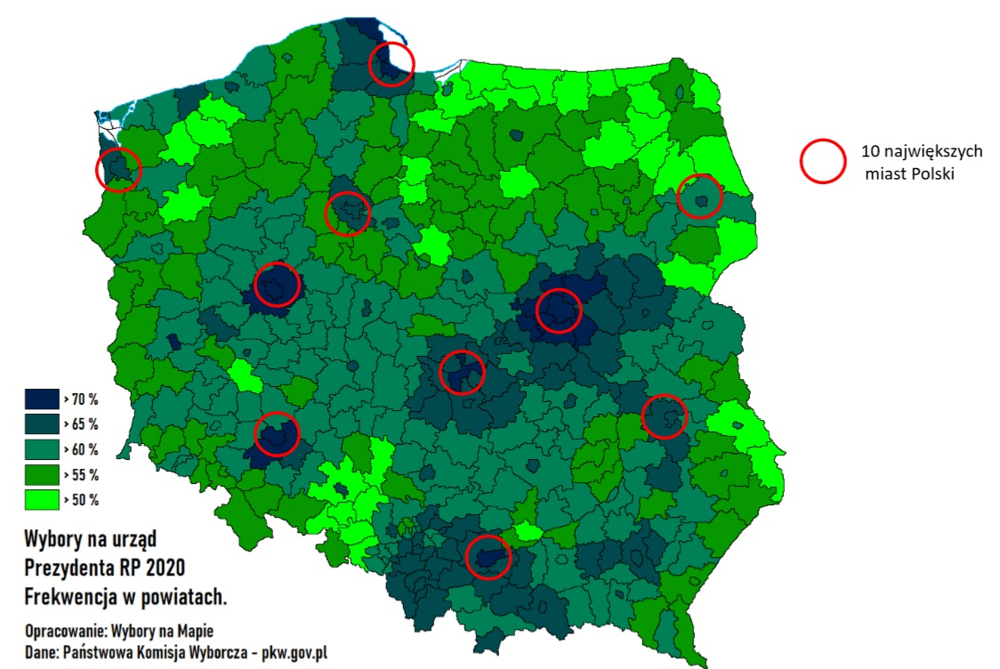 10 największych
miast Polski
> 70 %
> 65 %
> 60 %
> 55 %
> 50 %
Wybory na urząd
Prezydenta RP 2020
Frekwencja w powiatach.
Opracowanie: Wybory na Mapie
Dane: Państwowa Komisja Wyborcza - pkw.gov.pl